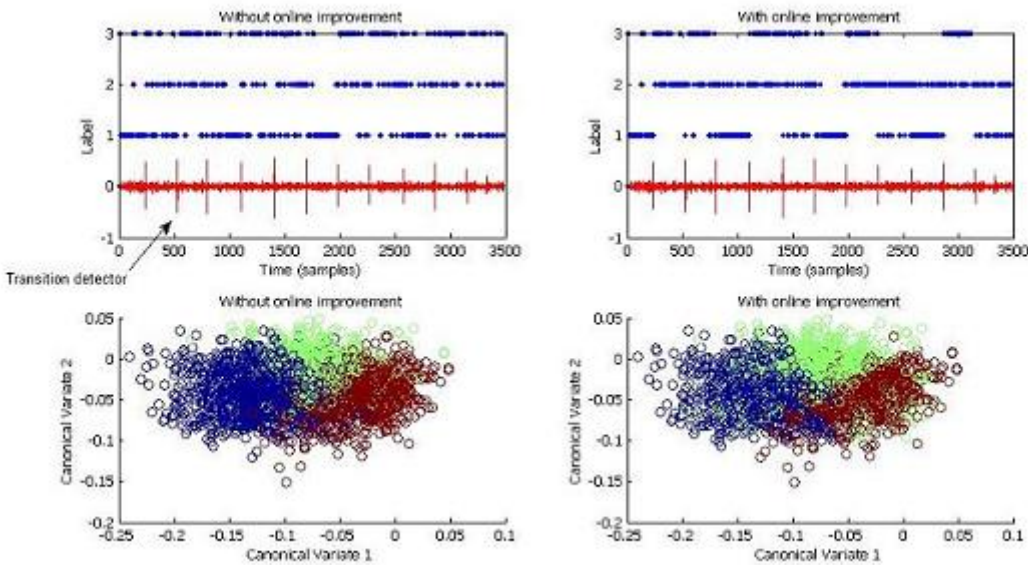 Without online improvement
With online improvement
3
2
1
0
-1
Label
0 500 1000 1500 2000 2500 3000 3500
Time (samples)
Transition detector
3
2
1
0
-1
Label
0 500 1000 1500 2000 2500 3000 3500
Time (samples)
Without online improvement
With online improvement
0.05
0
-0.05
-0.1
-0.15
-0.2
Canonical Variate 2
-0.25 -0.2 -0.15 -0.1 -0.05 0 0.05 0.1
Canonical Variate 1
0.05
0
-0.05
-0.1
-0.15
-0.2
Canonical Variate 2
-0.25 -0.2 -0.15 -0.1 -0.05 0 0.05 0.1
Canonical Variate 1